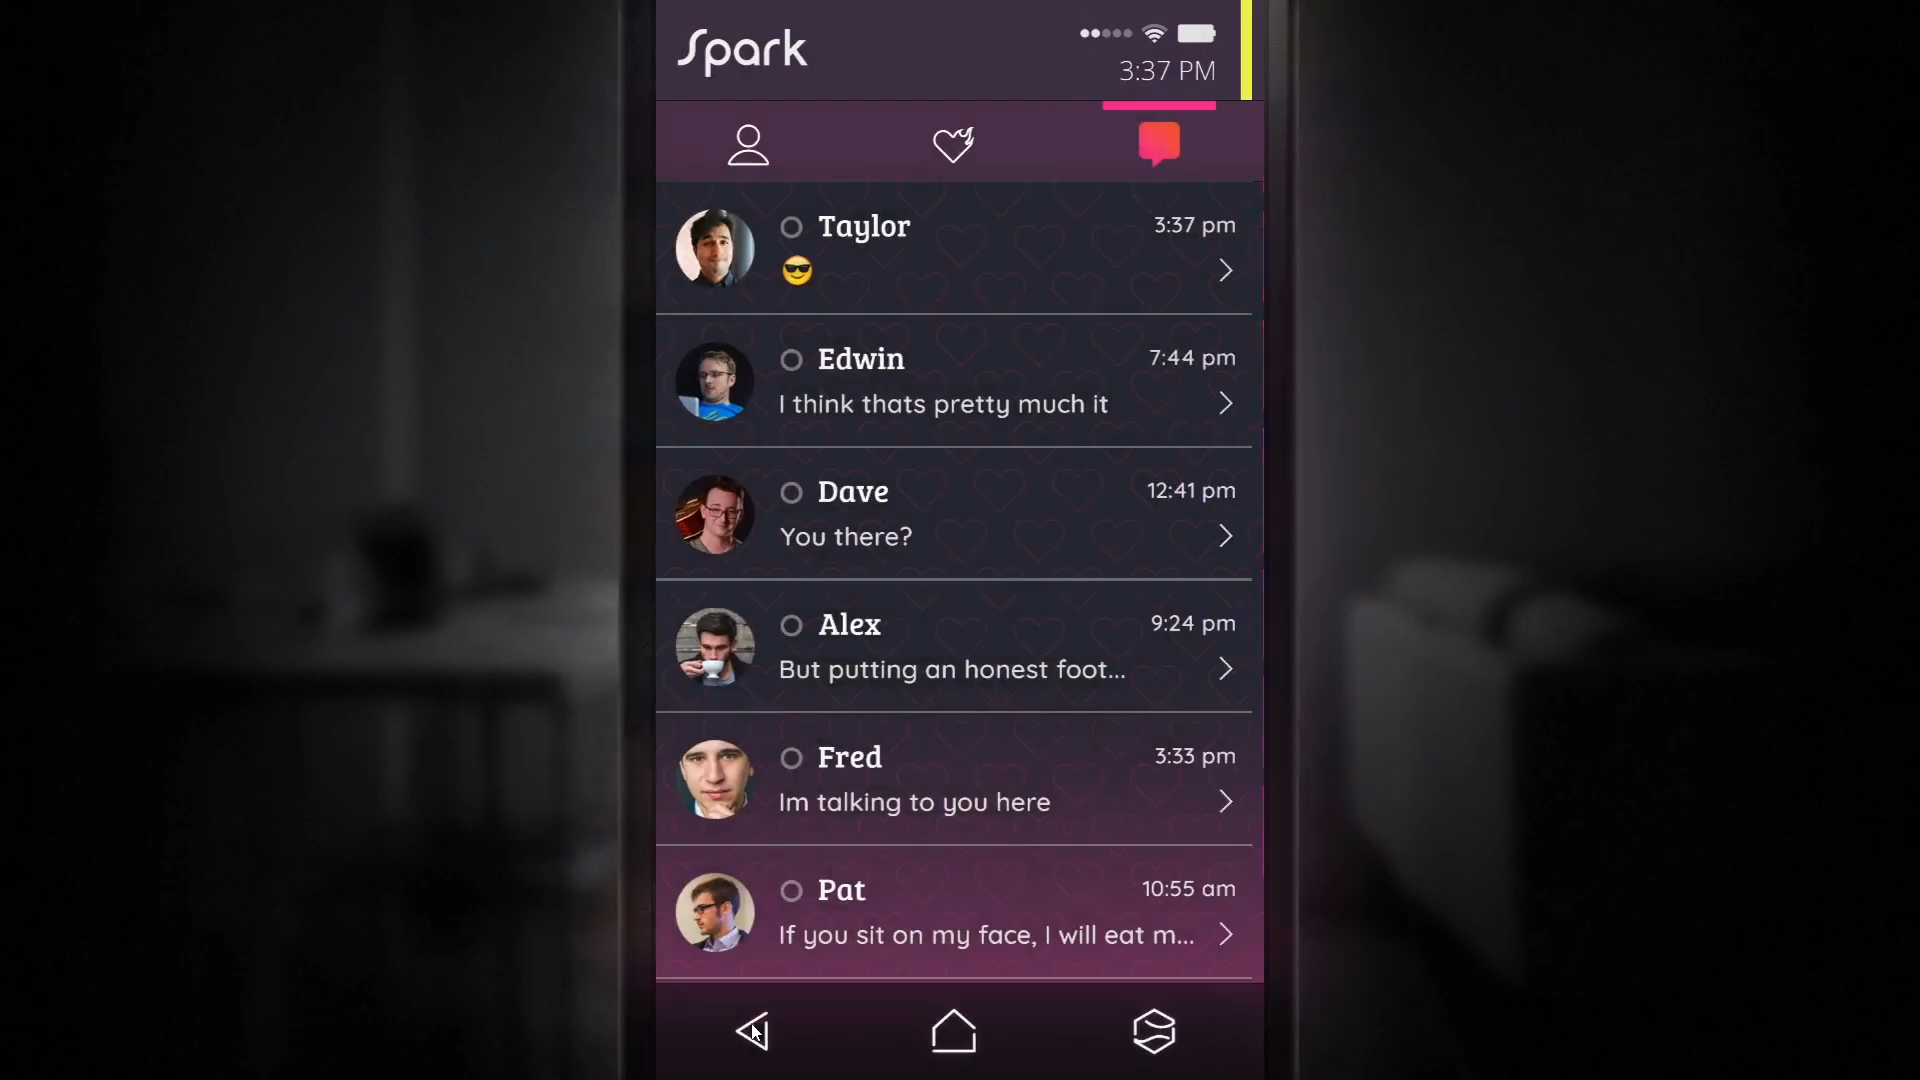 Spark
3:37 PM
Taylor
3:37 pm
Edwin
7:44 pm
I think thats pretty much it
Dave
12:41 pm
You there?
Alex
9:24 pm
But putting an honest foot...
Fred
3:33 pm
Im talking to you here
Pat
10:55 am
If you sit on my face, I will eat m...